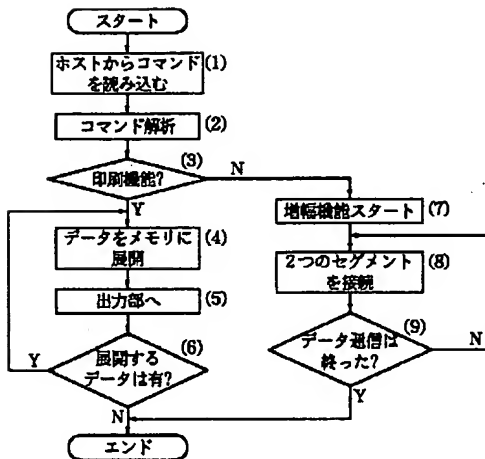 スタート
ホストからコマンド
を読み込む
(1)
コマンド解析
(2)
印刷機能?
(3)
N
Y
データをメモリに
展開
(4)
出力部へ
(5)
展開する
データは有?
(6)
Y
N
増幅機能スタート
(7)
2つのセグメント
を接続
(8)
データ通信は
終った?
(9)
N
Y
エンド